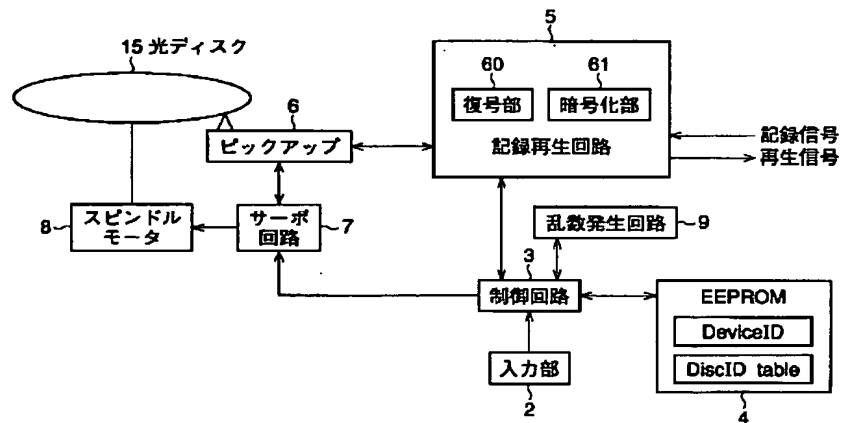 5
15 光ディスク
60
61
復号部
暗号化部
6
ピックアップ
記録再生回路
記録信号
再生信号
8
スピンドル
モータ
サーボ
回路
7
乱数発生回路
9
3
制御回路
EEPROM
DeviceID
DiscID table
入力部
2
4